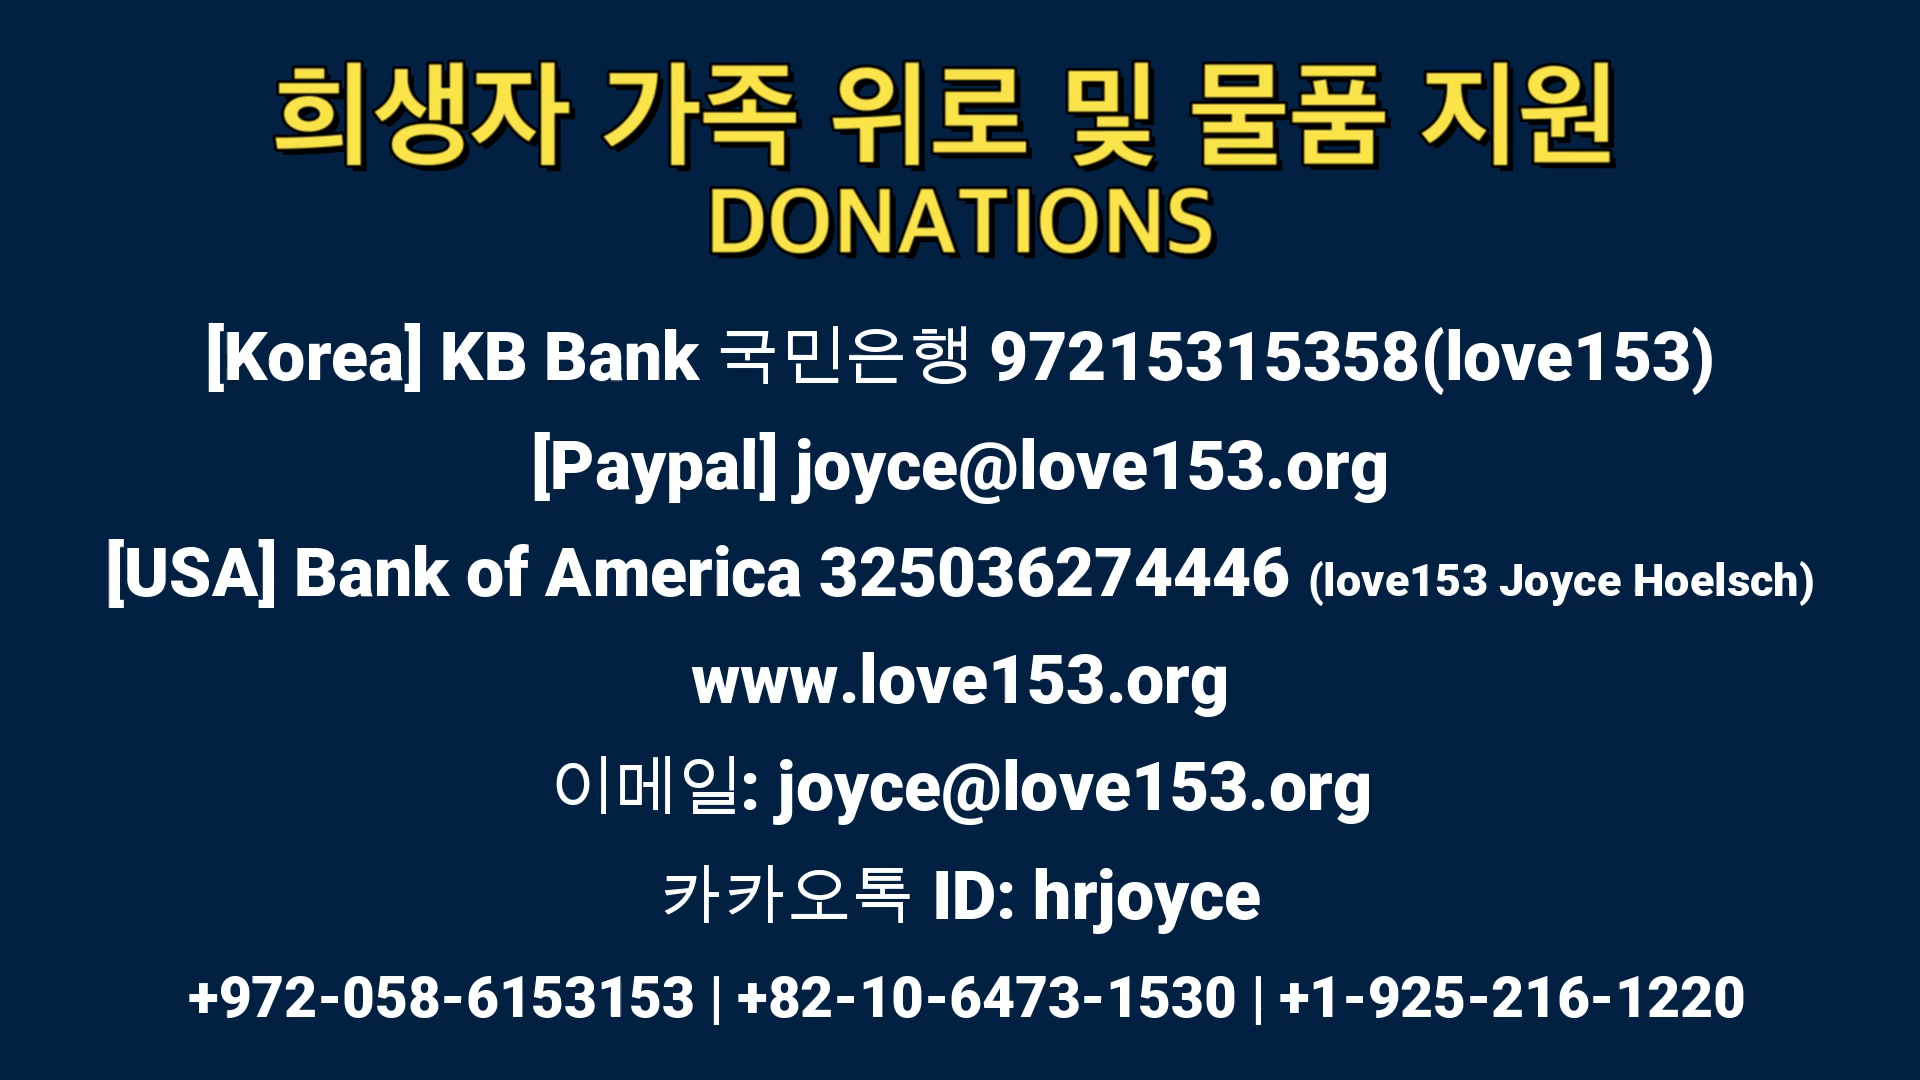 희생자 가족 위로 및 물품 지원
DONATIONS
[Korea] KB Bank 국민은행 97215315358(love153)
[Paypal] joyce@love153.org
[USA] Bank of America 325036274446 (love153 Joyce Hoelsch)
www.love153.org
이메일: joyce@love153.org
카카오톡 ID: hrjoyce
+972-058-6153153 | +82-10-6473-1530 | +1-925-216-1220